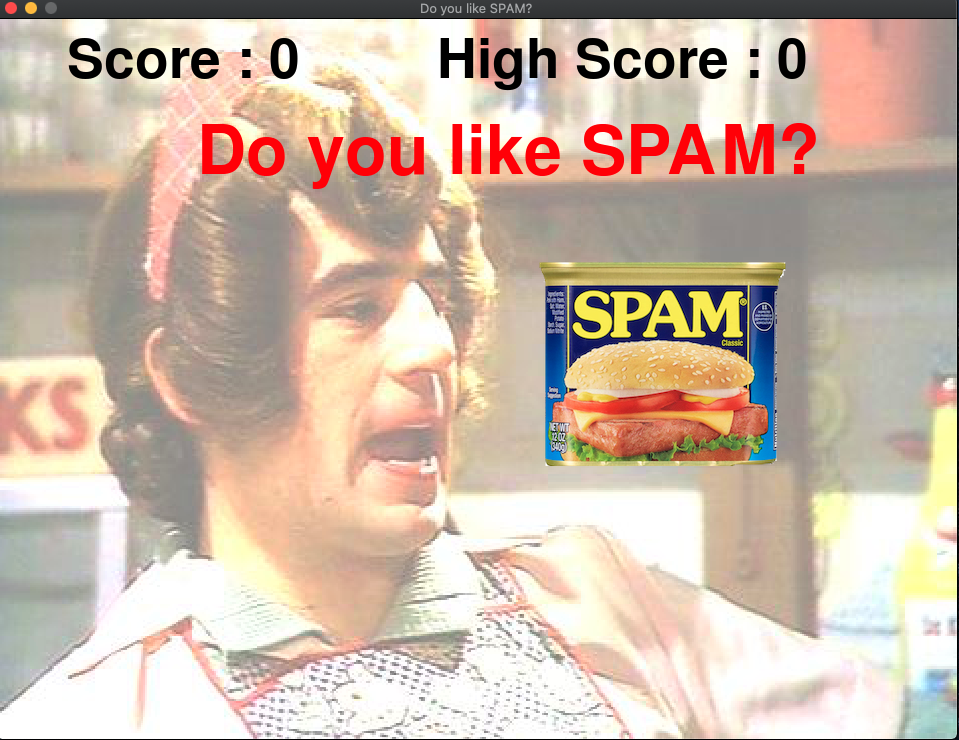 Do you like SPAM?
Score : 0 High Score : 0
Do you like SPAM?
SPAM®
Classic
NET WT
12 OZ
(340g)
KS